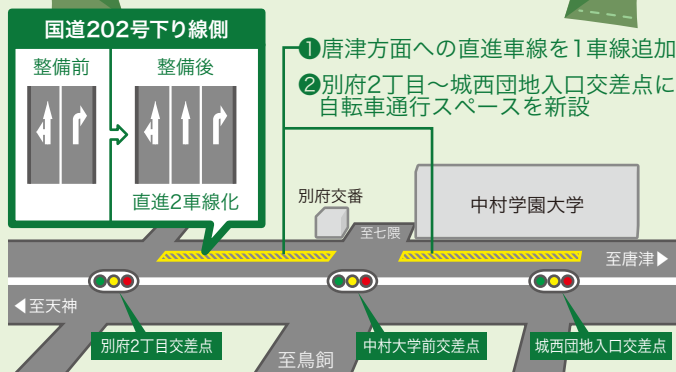 国道202号下り線側
整備前
整備後
直進2車線化
❶唐津方面への直進車線を1車線追加
❷別府2丁目～城西団地入口交差点に
自転車通行スペースを新設
別府交番
中村学園大学
至七隈
至唐津▶
◀至天神
別府2丁目交差点
中村大学前交差点
城西団地入口交差点
至鳥飼